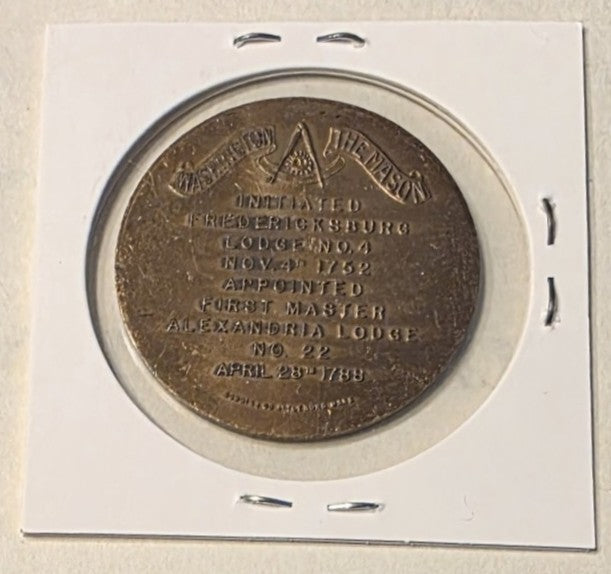 WASHINGTON THE MASON
INITIATED
FREDERICKSBURG
LODGE NO. 4
NOV. 4TH 1752
APPOINTED
FIRST MASTER
ALEXANDRIA LODGE
NO. 22
APRIL 28TH 1788